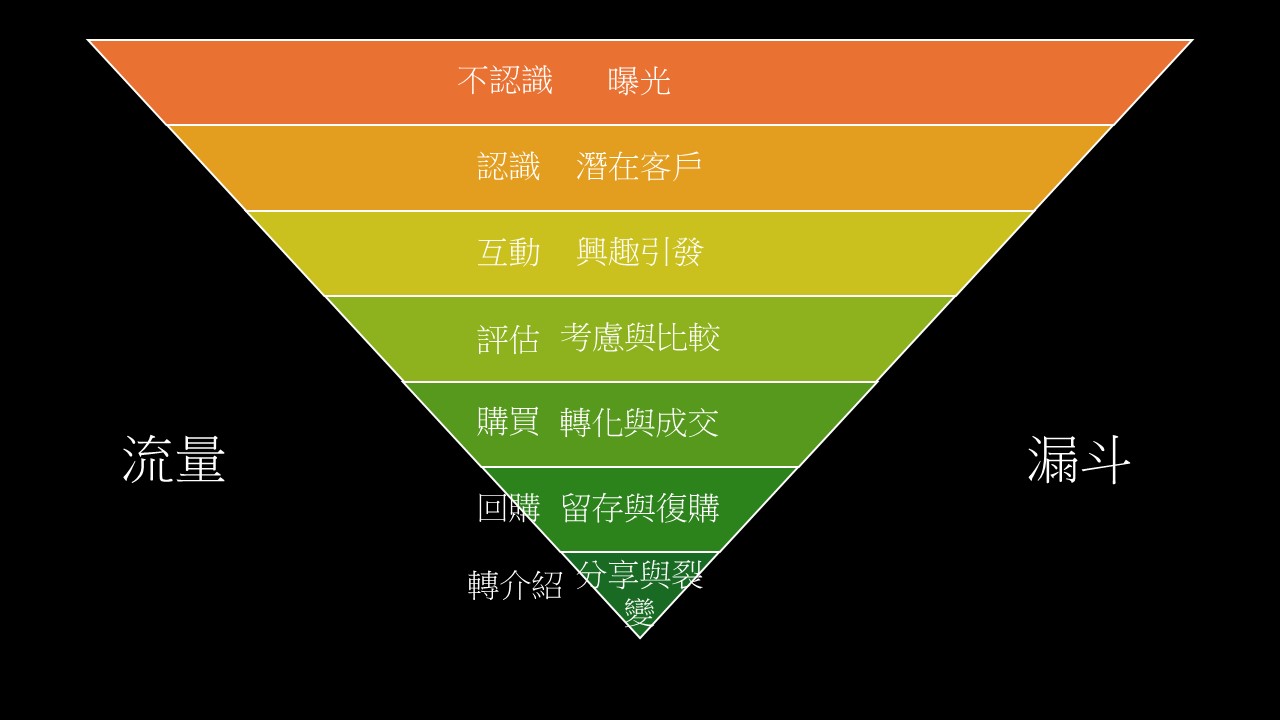 不認識 曝光
認識 潛在客戶
互動 興趣引發
評估 考慮與比較
購買 轉化與成交
流量
漏斗
回購 留存與復購
轉介紹 分享與裂
變